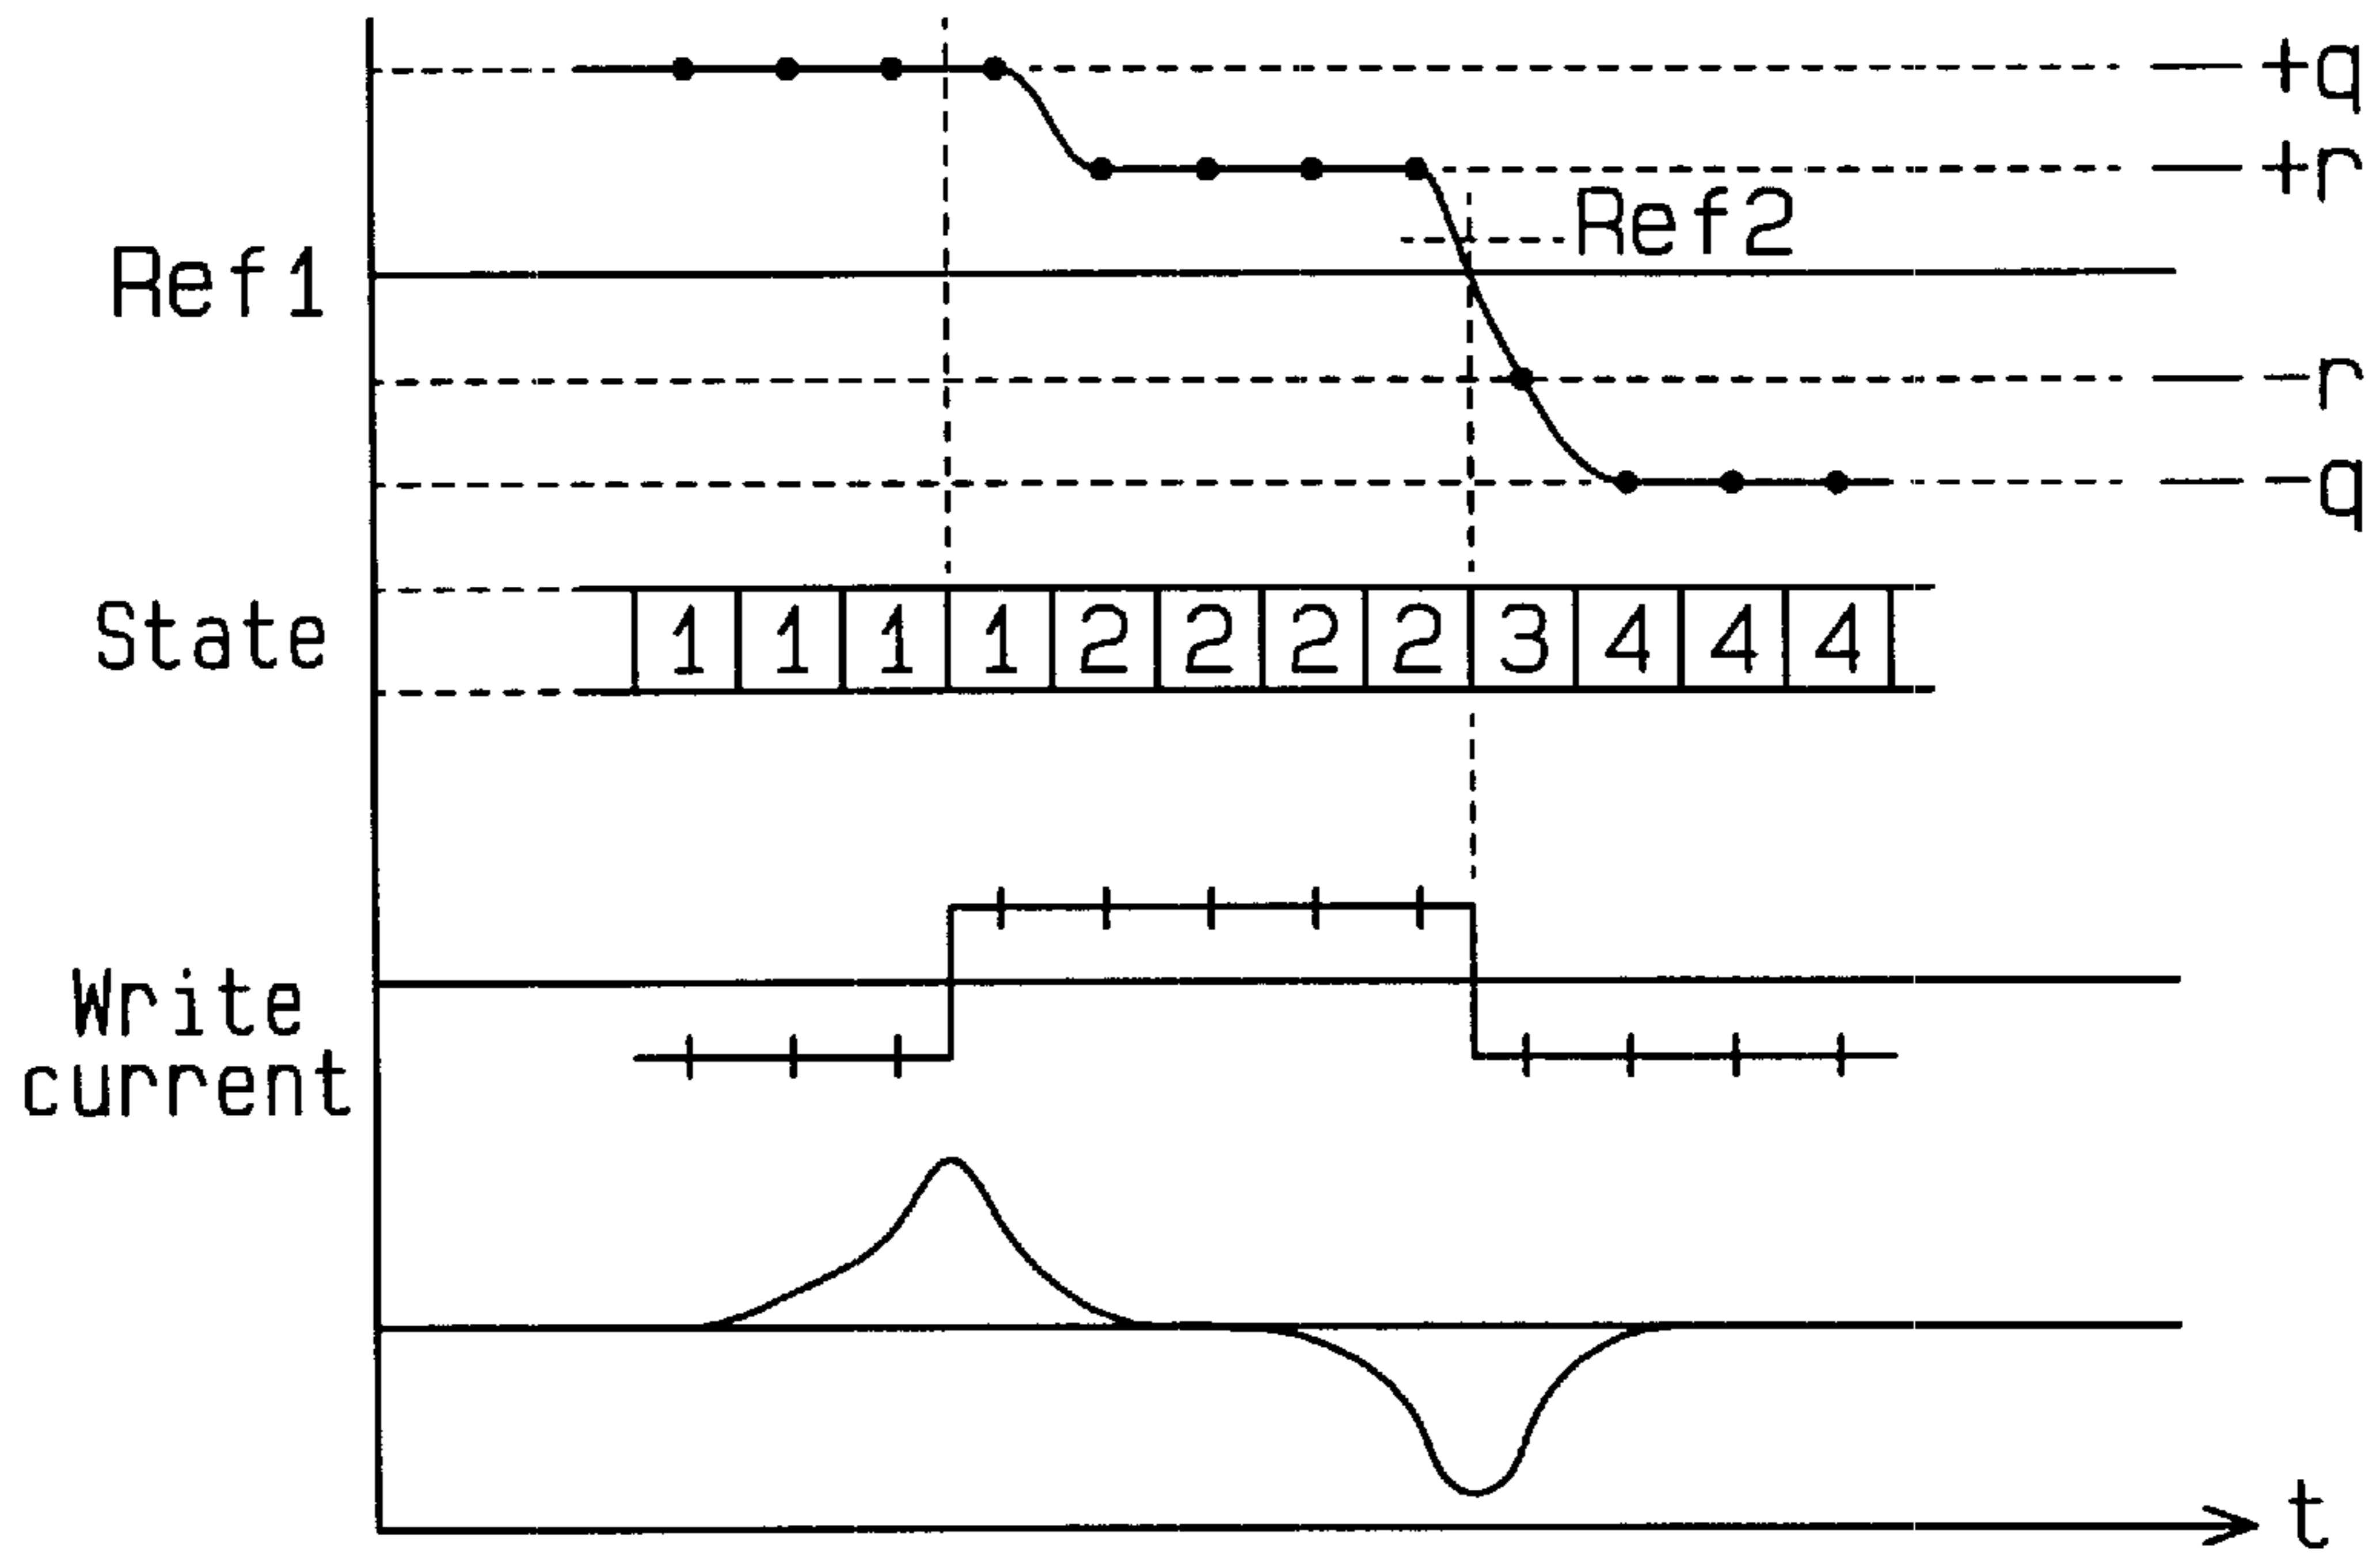 +q
+r
Ref2
Ref1
-r
-q
State 1 1 1 1 2 2 2 2 3 4 4 4
Write
current
t